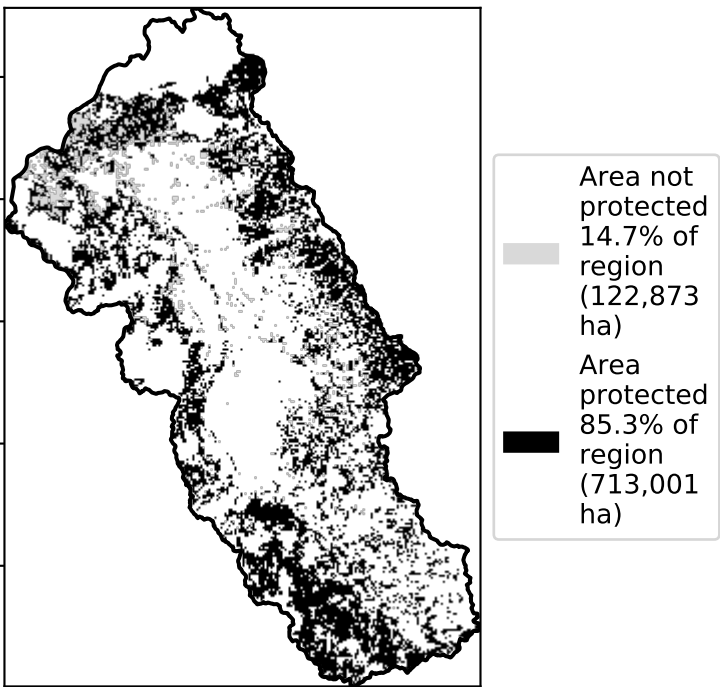 Area not
protected
14.7% of
region
(122,873
ha)
Area
protected
85.3% of
region
(713,001
ha)